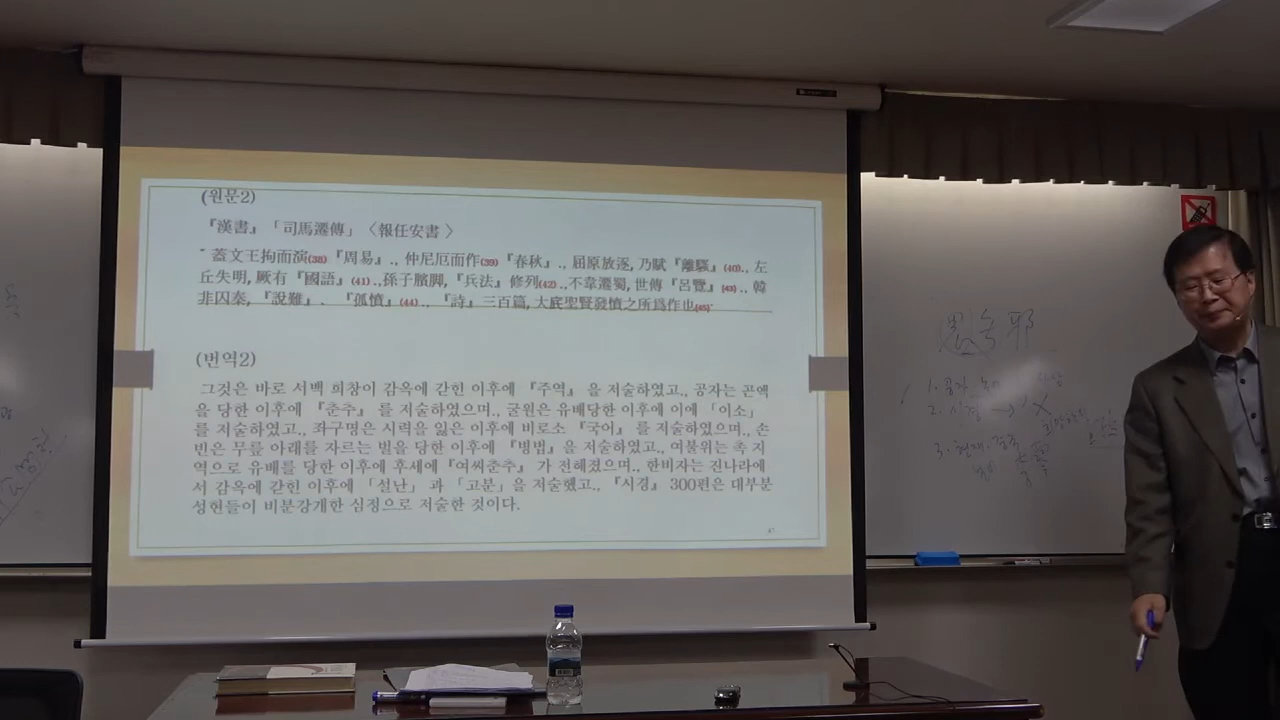 (원문2)
『漢書』「司馬遷傳」〈報任安書 〉
" 蓋文王拘而演(38)『周易』., 仲尼厄而作(39)『春秋』., 屈原放逐, 乃賦『離騷』(40)., 左
丘失明, 厥有『國語』(41) ., 孫子臏脚, 『兵法』修列(42) ., 不韋遷蜀, 世傳『呂覽』(43) ., 韓
非囚秦, 『說難』、『孤憤』(44) ., 『詩』三百篇, 大底聖賢發憤之所爲作也(45)"
(번역2)
그것은 바로 서백 희창이 감옥에 갇힌 이후에 『주역』 을 저술하였고., 공자는 곤액
을 당한 이후에 『춘주』 를 저술하였으며., 굴원은 유배당한 이후에 이에 「이소」
를 저술하였고., 좌구명은 시력을 잃은 이후에 비로소 『국어』를 저술하였으며., 손
빈은 무릎 아래를 자르는 벌을 당한 이후에 『병법』을 저술하였고., 여불위는 촉 지
역으로 유배를 당한 이후에 후세에『여씨춘추』 가 전해졌으며., 한비자는 진나라에
서 감옥에 갇힌 이후에 「설난」 과 「고분」을 저술했고., 『시경』 300편은 대부분
성현들이 비분강개한 심정으로 저술한 것이다.
47
思 無 邪
1. 공자
2. 시경 → X
3.